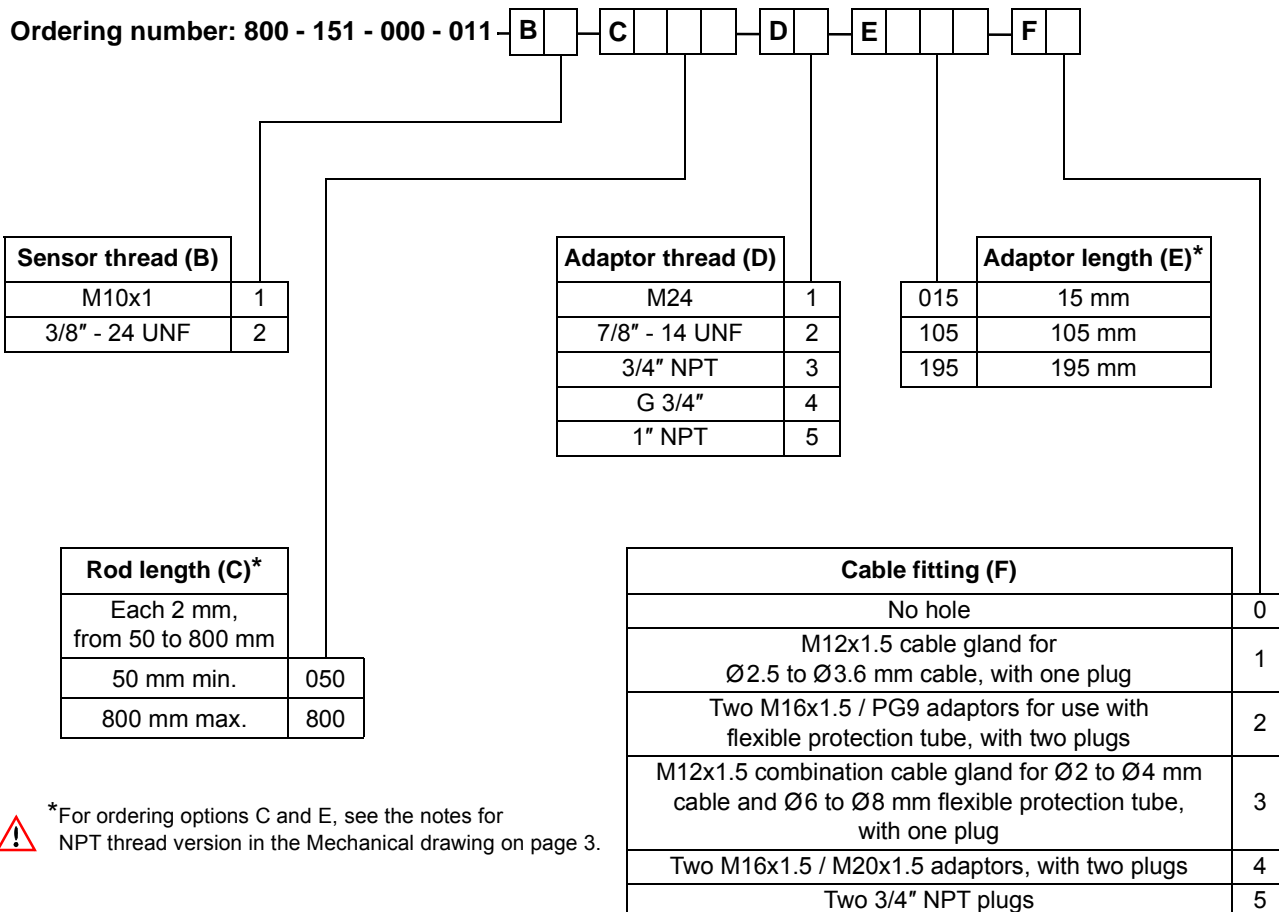 Ordering number: 800 - 151 - 000 - 011 - B - C - D - E - F
Sensor thread (B)
M10x1 1
3/8″ - 24 UNF 2
Adaptor thread (D)
M24 1
7/8″ - 14 UNF 2
3/4″ NPT 3
G 3/4″ 4
1″ NPT 5
Adaptor length (E)*
015 15 mm
105 105 mm
195 195 mm
Rod length (C)*
Each 2 mm,
from 50 to 800 mm
50 mm min. 050
800 mm max. 800
*For ordering options C and E, see the notes for
NPT thread version in the Mechanical drawing on page 3.
Cable fitting (F)
No hole 0
M12x1.5 cable gland for
Ø2.5 to Ø3.6 mm cable, with one plug 1
Two M16x1.5 / PG9 adaptors for use with
flexible protection tube, with two plugs 2
M12x1.5 combination cable gland for Ø2 to Ø4 mm
cable and Ø6 to Ø8 mm flexible protection tube, 3
with one plug
Two M16x1.5 / M20x1.5 adaptors, with two plugs 4
Two 3/4″ NPT plugs 5